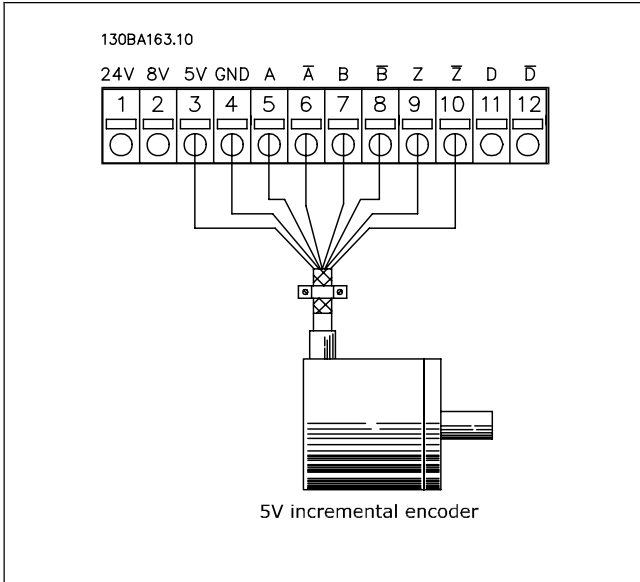 130BA163.10
24V 8V 5V GND A A̅ B B̅ Z Z̅ D D̅
1 2 3 4 5 6 7 8 9 10 11 12
5V incremental encoder